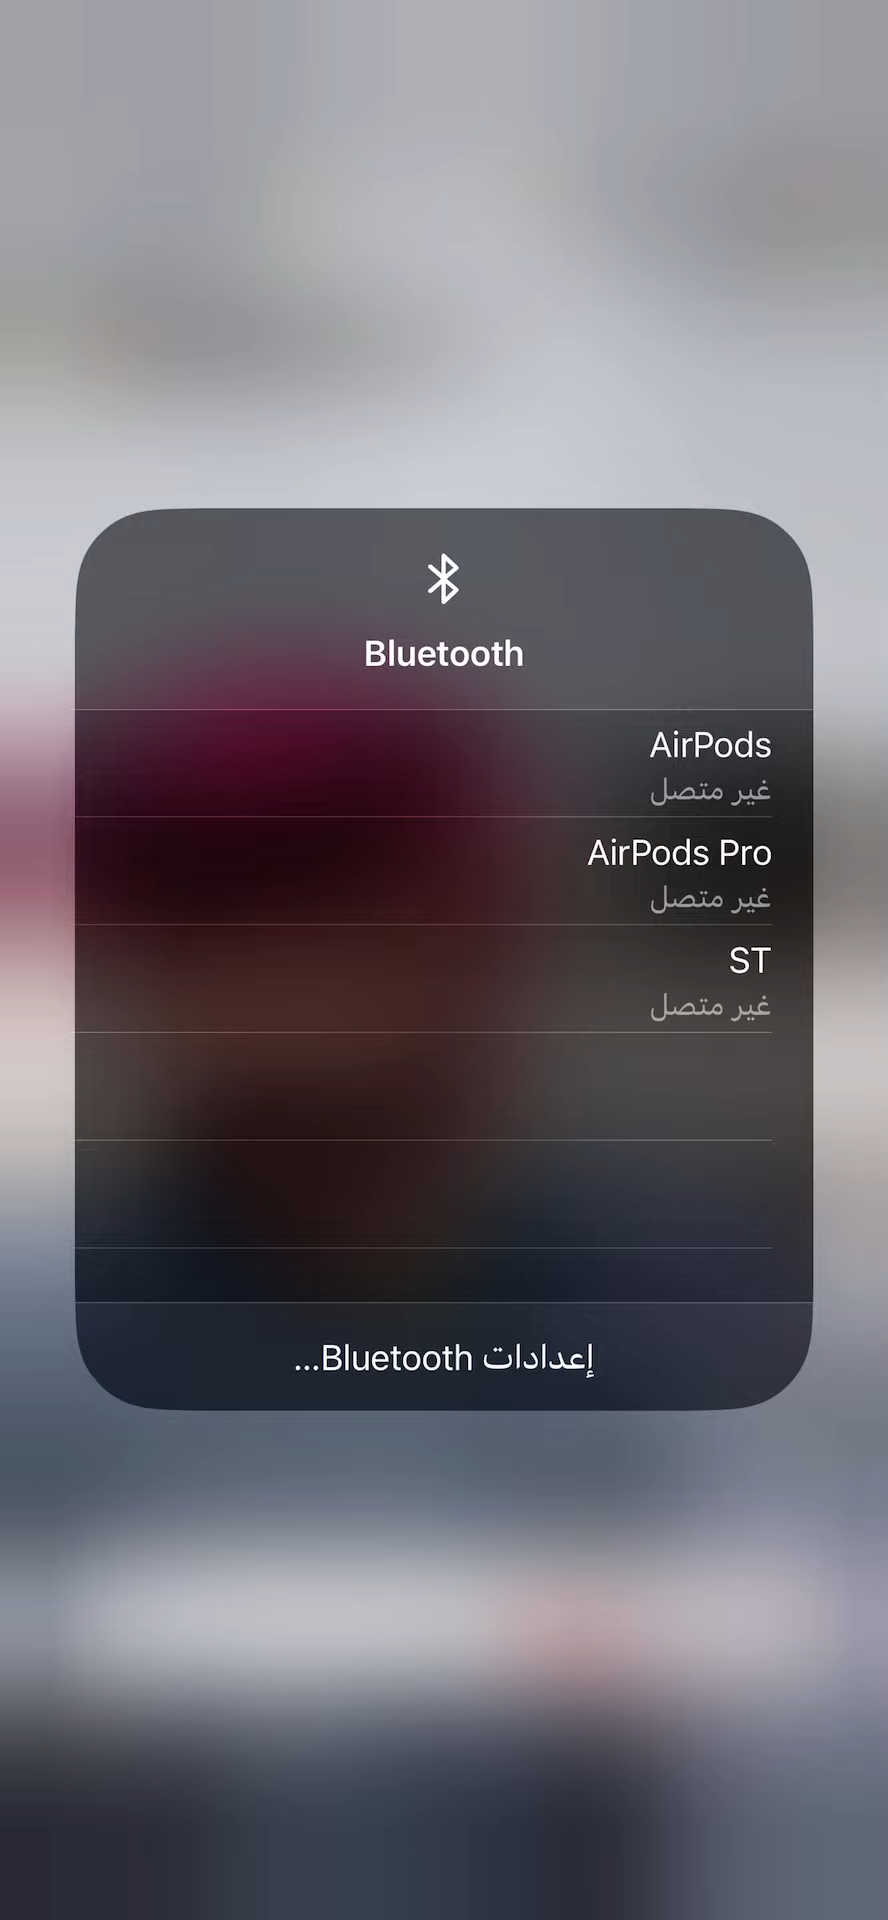 Bluetooth
AirPods
غير متصل
AirPods Pro
غير متصل
ST
غير متصل
إعدادات Bluetooth...